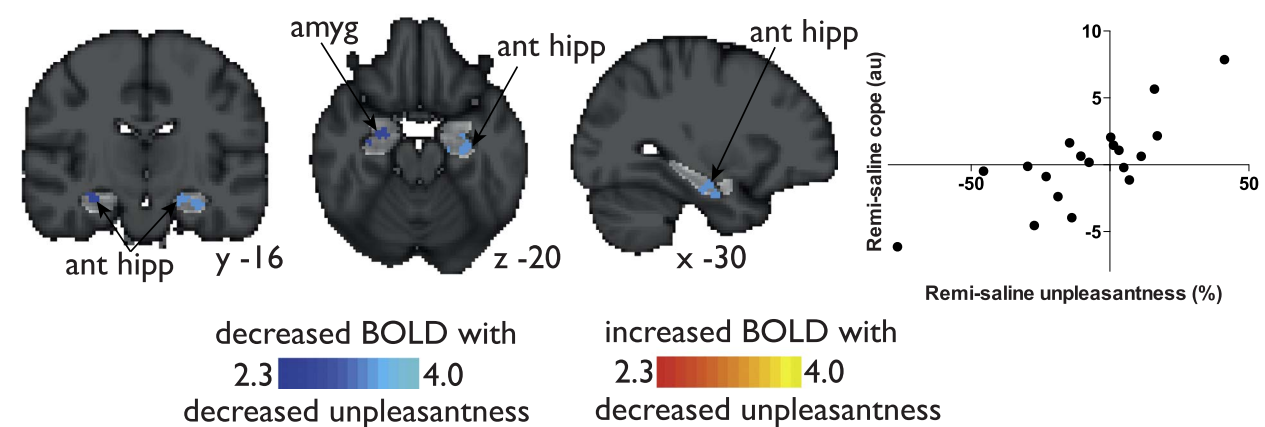 amyg
ant hipp
ant hipp
ant hipp
y -16
z -20
x -30
Remi-saline cope (au)
10
5
-5
-50
50
Remi-saline unpleasantness (%)
decreased BOLD with
2.3
4.0
decreased unpleasantness
increased BOLD with
2.3
4.0
decreased unpleasantness